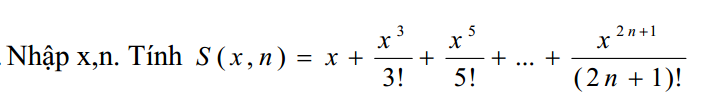 . Nhập x,n. Tính S(x,n) = x + x^3/3! + x^5/5! + ... + x^(2n+1)/(2n + 1)!